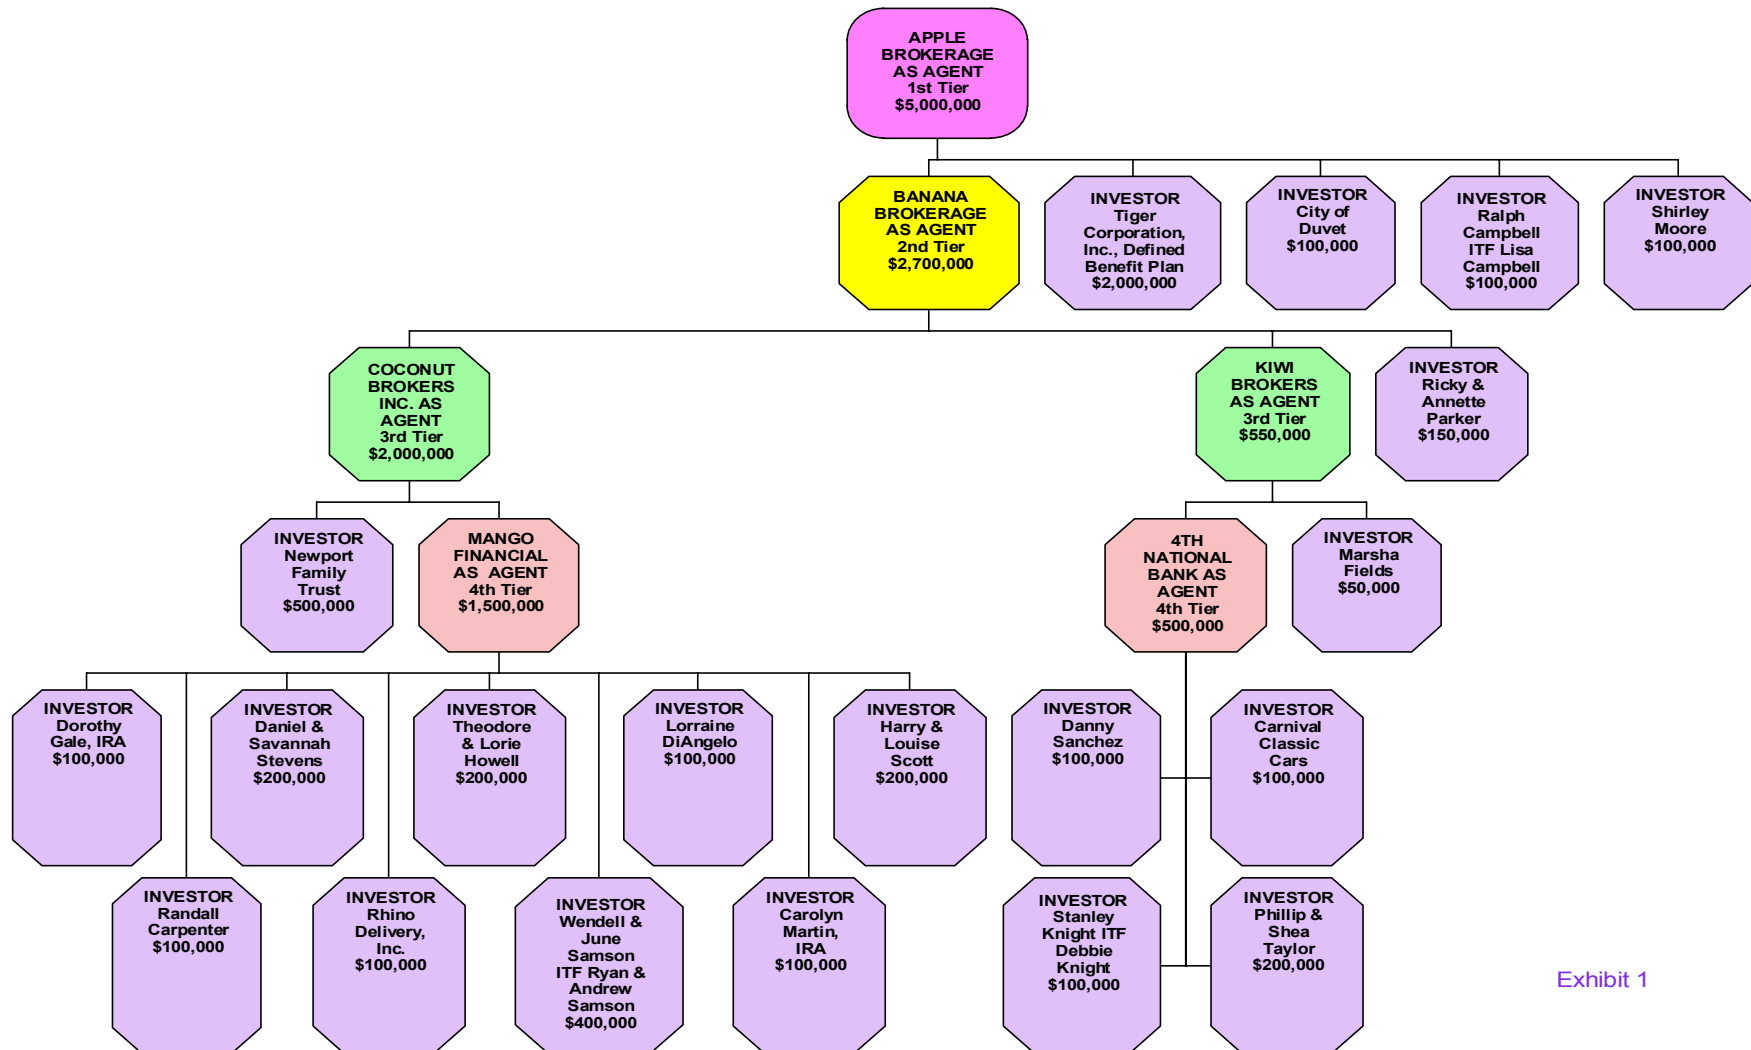 APPLE
BROKERAGE
AS AGENT
1st Tier
$5,000,000
BANANA
BROKERAGE
AS AGENT
2nd Tier
$2,700,000
INVESTOR
Tiger
Corporation,
Inc., Defined
Benefit Plan
$2,000,000
INVESTOR
City of
Duvet
$100,000
INVESTOR
Ralph
Campbell
ITF Lisa
Campbell
$100,000
INVESTOR
Shirley
Moore
$100,000
COCONUT
BROKERS
INC. AS
AGENT
3rd Tier
$2,000,000
KIWI
BROKERS
AS AGENT
3rd Tier
$550,000
INVESTOR
Ricky &
Annette
Parker
$150,000
INVESTOR
Newport
Family
Trust
$500,000
MANGO
FINANCIAL
AS AGENT
4th Tier
$1,500,000
4TH
NATIONAL
BANK AS
AGENT
4th Tier
$500,000
INVESTOR
Marsha
Fields
$50,000
INVESTOR
Dorothy
Gale, IRA
$100,000
INVESTOR
Daniel &
Savannah
Stevens
$200,000
INVESTOR
Theodore
& Lorie
Howell
$200,000
INVESTOR
Lorraine
DiAngelo
$100,000
INVESTOR
Harry &
Louise
Scott
$200,000
INVESTOR
Danny
Sanchez
$100,000
INVESTOR
Carnival
Classic
Cars
$100,000
INVESTOR
Randall
Carpenter
$100,000
INVESTOR
Rhino
Delivery,
Inc.
$100,000
INVESTOR
Wendell &
June
Samson
ITF Ryan &
Andrew
Samson
$400,000
INVESTOR
Carolyn
Martin,
IRA
$100,000
INVESTOR
Stanley
Knight ITF
Debbie
Knight
$100,000
INVESTOR
Phillip &
Shea
Taylor
$200,000
Exhibit 1